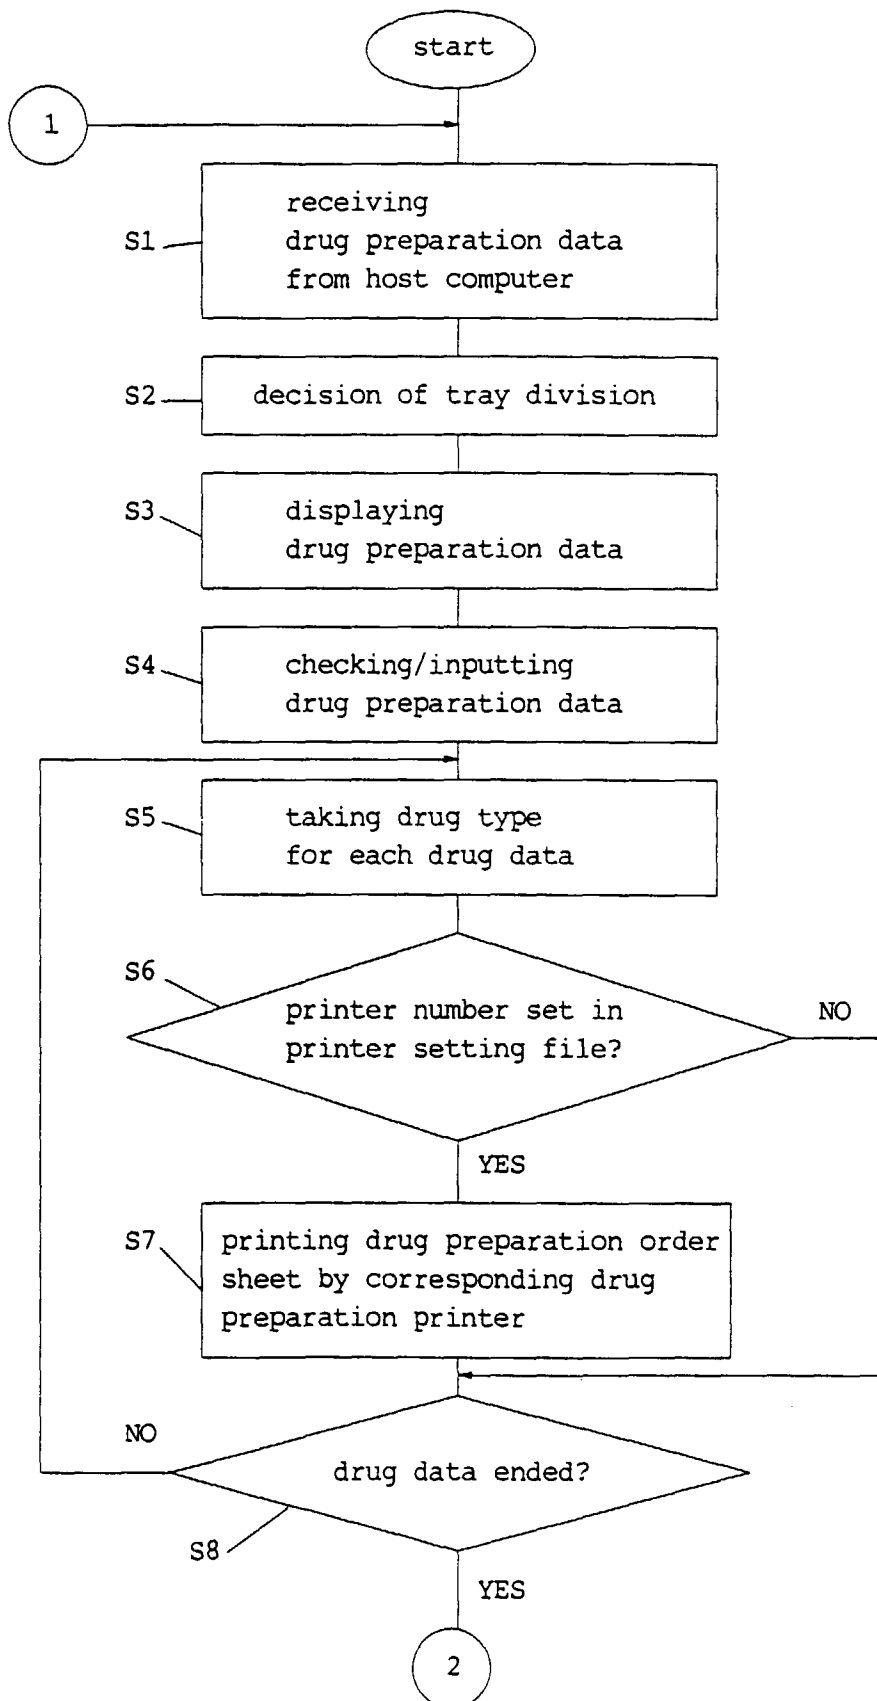 start
1
S1
receiving
drug preparation data
from host computer
S2
decision of tray division
S3
displaying
drug preparation data
S4
checking/inputting
drug preparation data
S5
taking drug type
for each drug data
S6
printer number set in
printer setting file?
NO
YES
S7
printing drug preparation order
sheet by corresponding drug
preparation printer
NO
drug data ended?
S8
YES
2